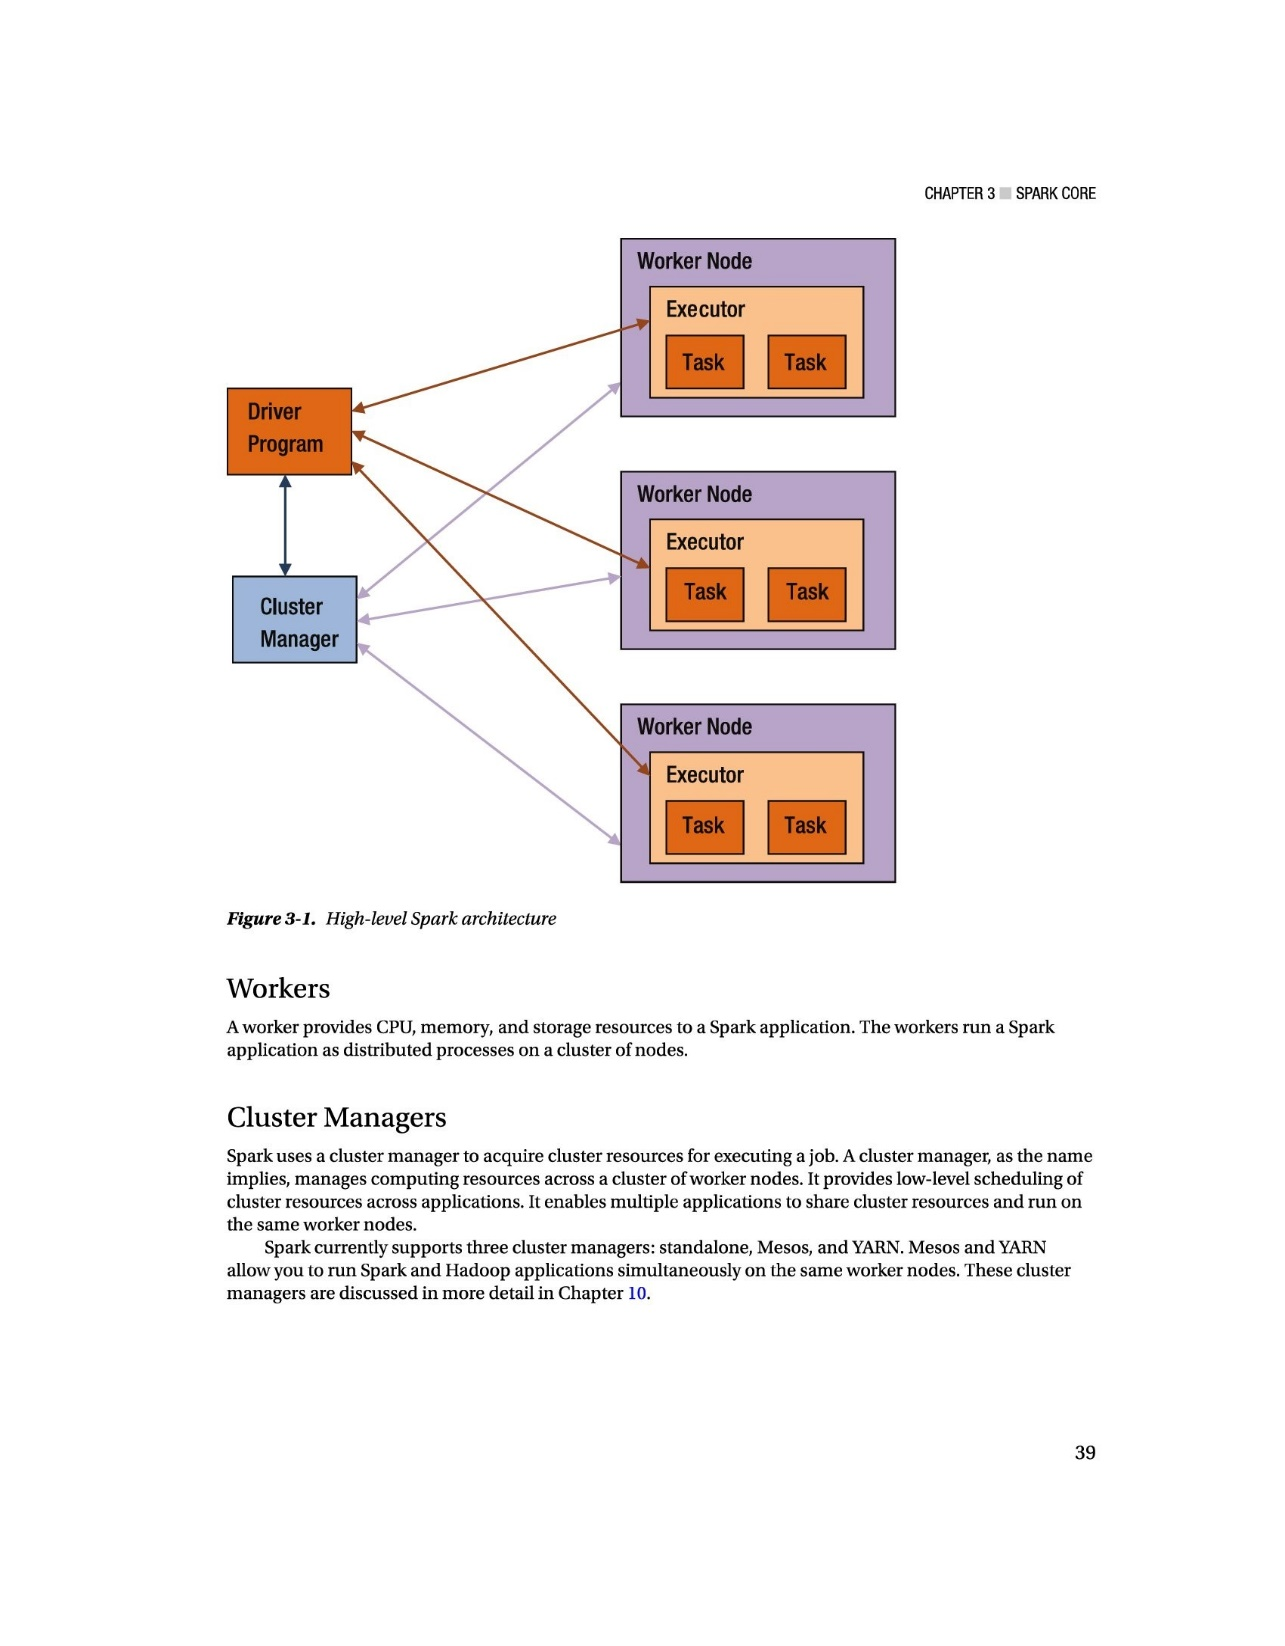 CHAPTER 3 ■ SPARK CORE
Worker Node
Executor
Task Task
Driver
Program
Worker Node
Executor
Task Task
Cluster
Manager
Worker Node
Executor
Task Task
Figure 3-1. High-level Spark architecture
Workers
A worker provides CPU, memory, and storage resources to a Spark application. The workers run a Spark
application as distributed processes on a cluster of nodes.
Cluster Managers
Spark uses a cluster manager to acquire cluster resources for executing a job. A cluster manager, as the name
implies, manages computing resources across a cluster of worker nodes. It provides low-level scheduling of
cluster resources across applications. It enables multiple applications to share cluster resources and run on
the same worker nodes.
Spark currently supports three cluster managers: standalone, Mesos, and YARN. Mesos and YARN
allow you to run Spark and Hadoop applications simultaneously on the same worker nodes. These cluster
managers are discussed in more detail in Chapter 10.
39